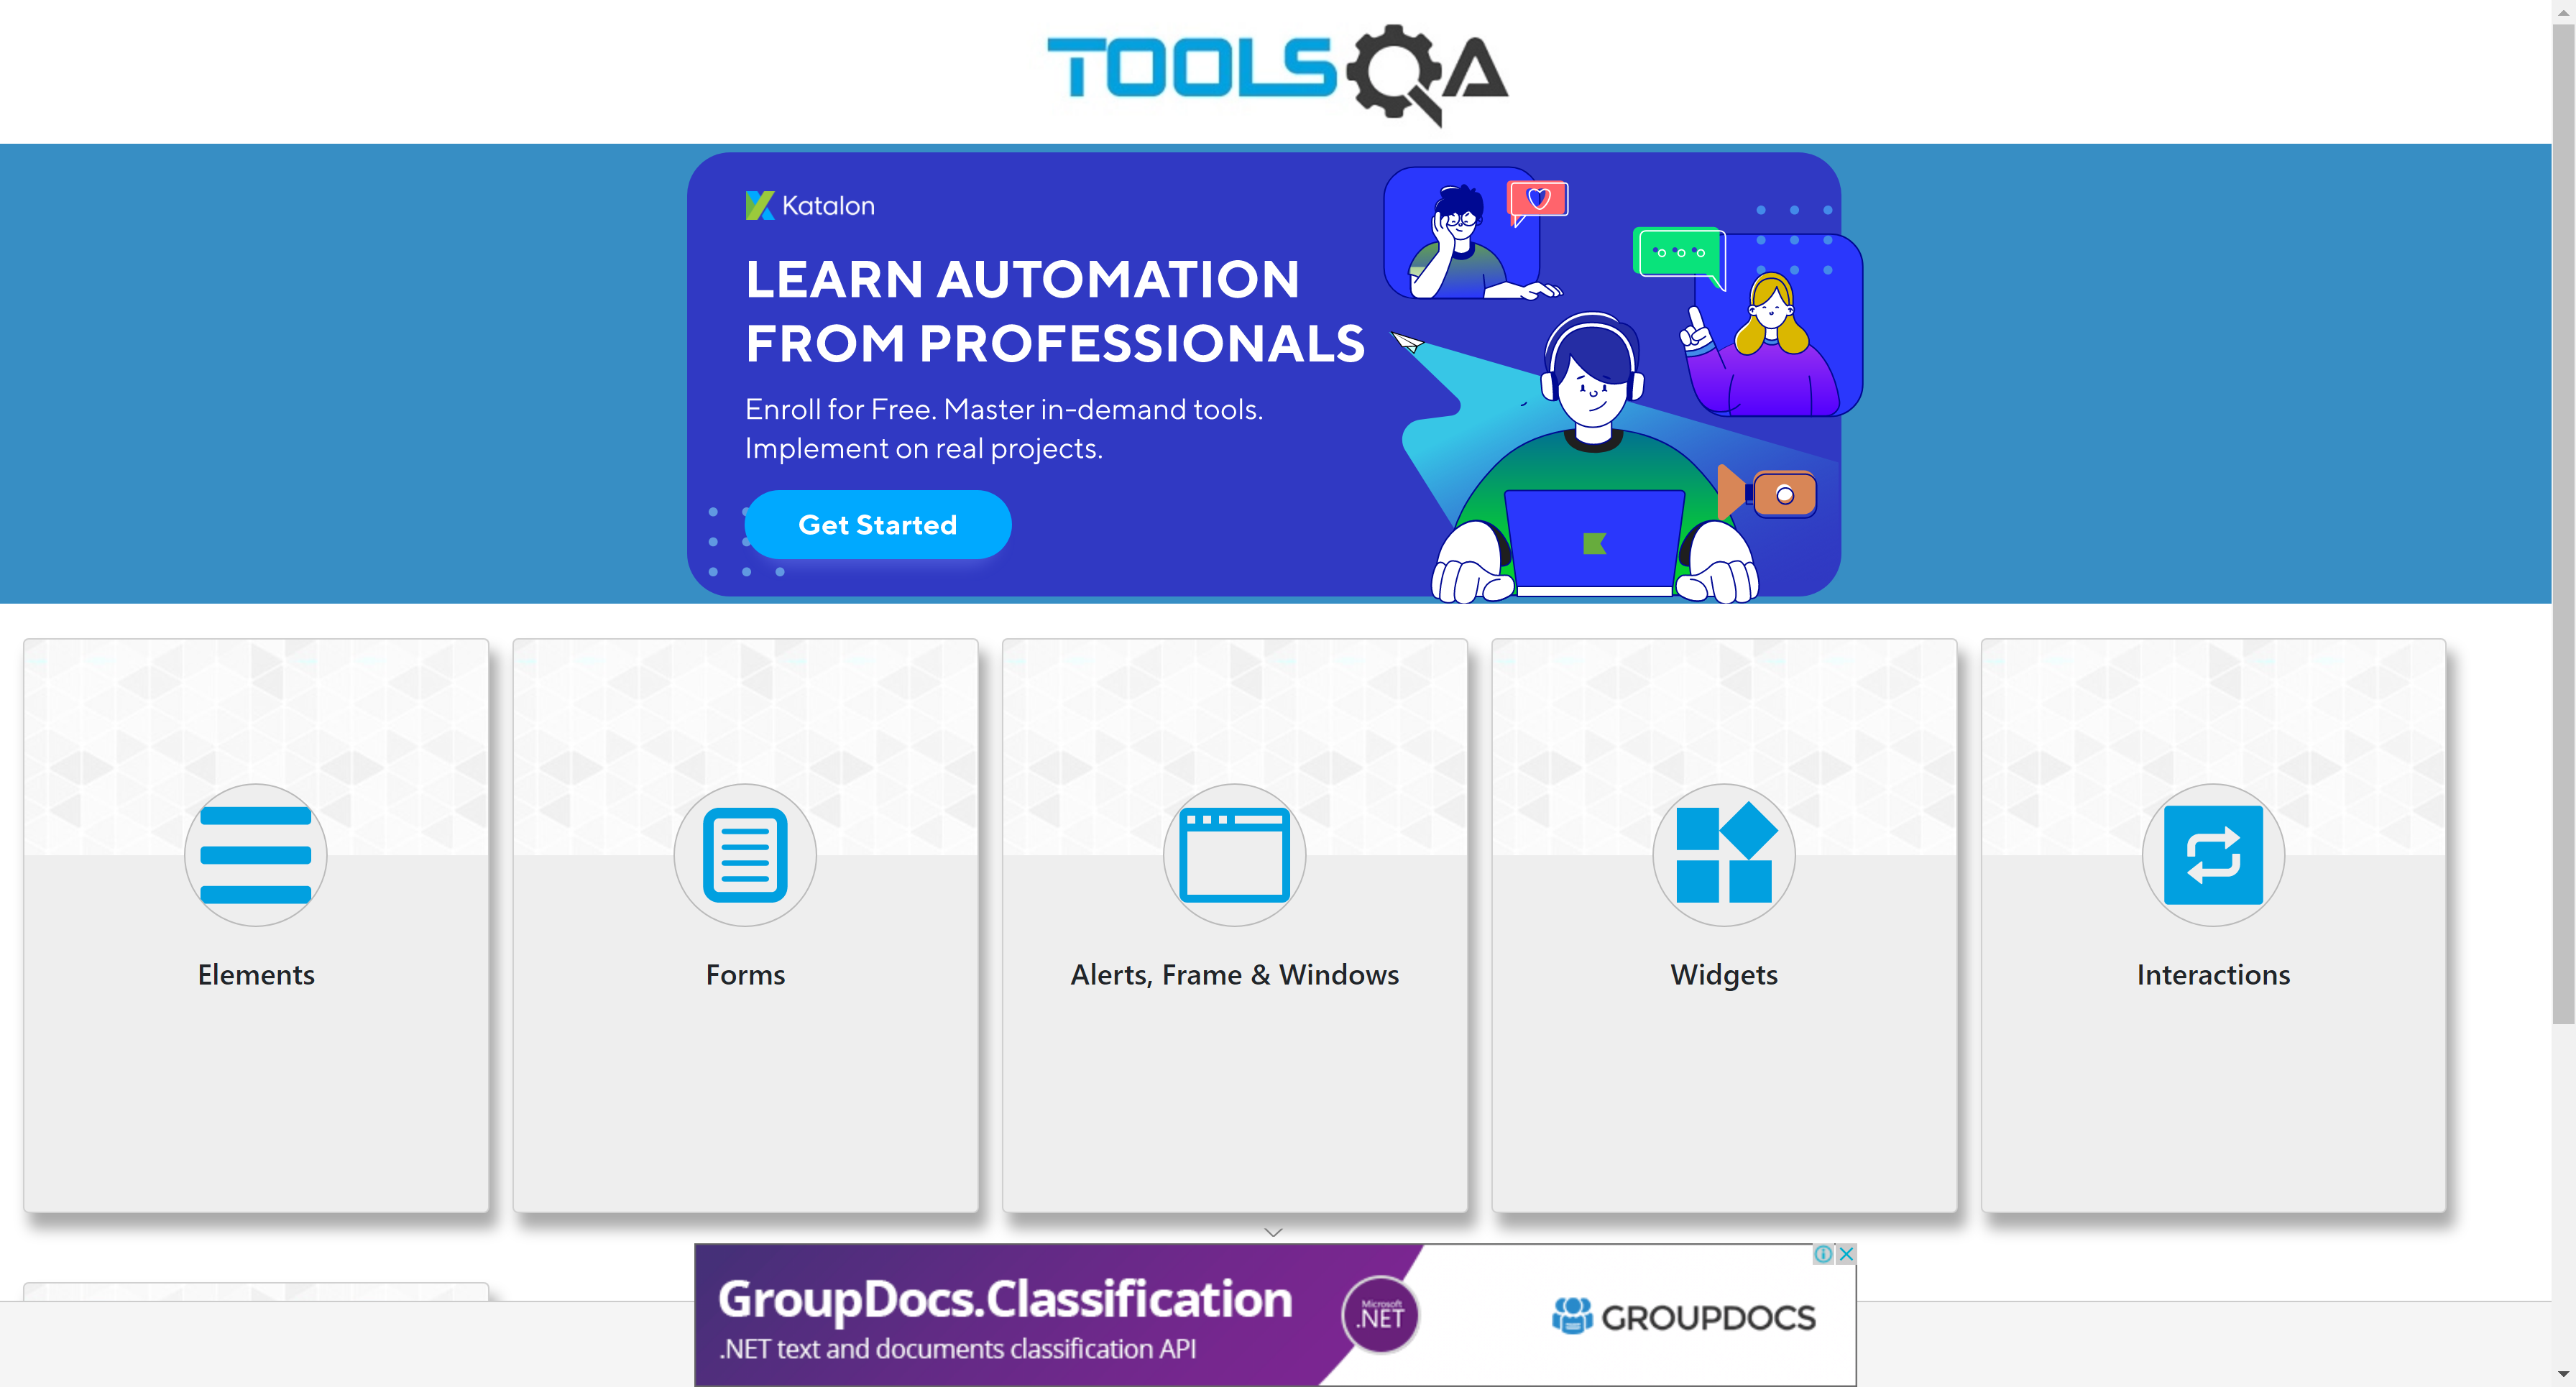 TOOLSQA
Katalon
LEARN AUTOMATION
FROM PROFESSIONALS
Enroll for Free. Master in-demand tools.
Implement on real projects.
Get Started
Elements
Forms
Alerts, Frame & Windows
Widgets
Interactions
GroupDocs.Classification
.NET text and documents classification API
Microsoft
.NET
GROUPDOCS